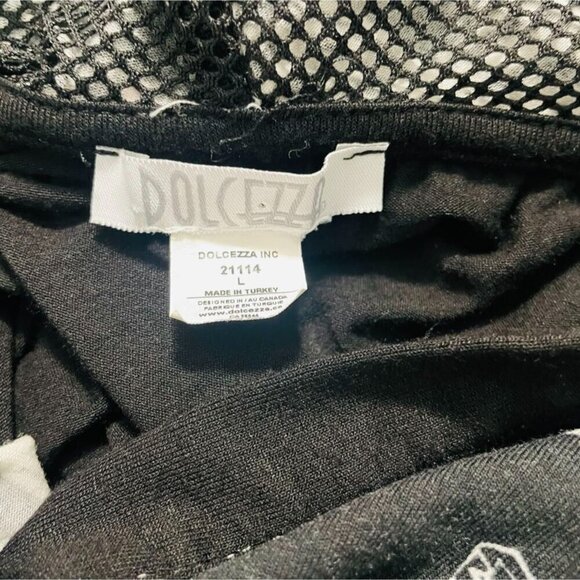 DOLCEZZA
DOLCEZZA INC
21114
L
MADE IN TURKEY
DESIGNED IN / AU CANADA
FABRIQUE EN TURQUIE
www.dolcezza.ca